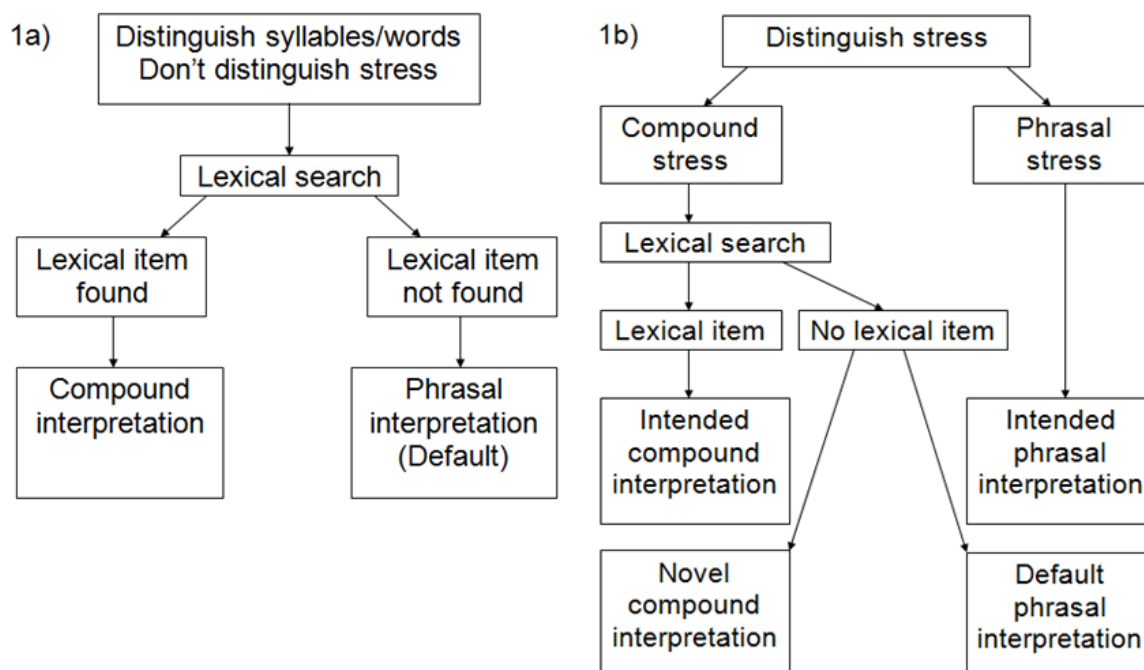 1a)
Distinguish syllables/words
Don't distinguish stress
Lexical search
Lexical item
found
Lexical item
not found
Compound
interpretation
Phrasal
interpretation
(Default)
1b)
Distinguish stress
Compound
stress
Phrasal
stress
Lexical search
Lexical item
No lexical item
Intended
compound
interpretation
Intended
phrasal
interpretation
Novel
compound
interpretation
Default
phrasal
interpretation